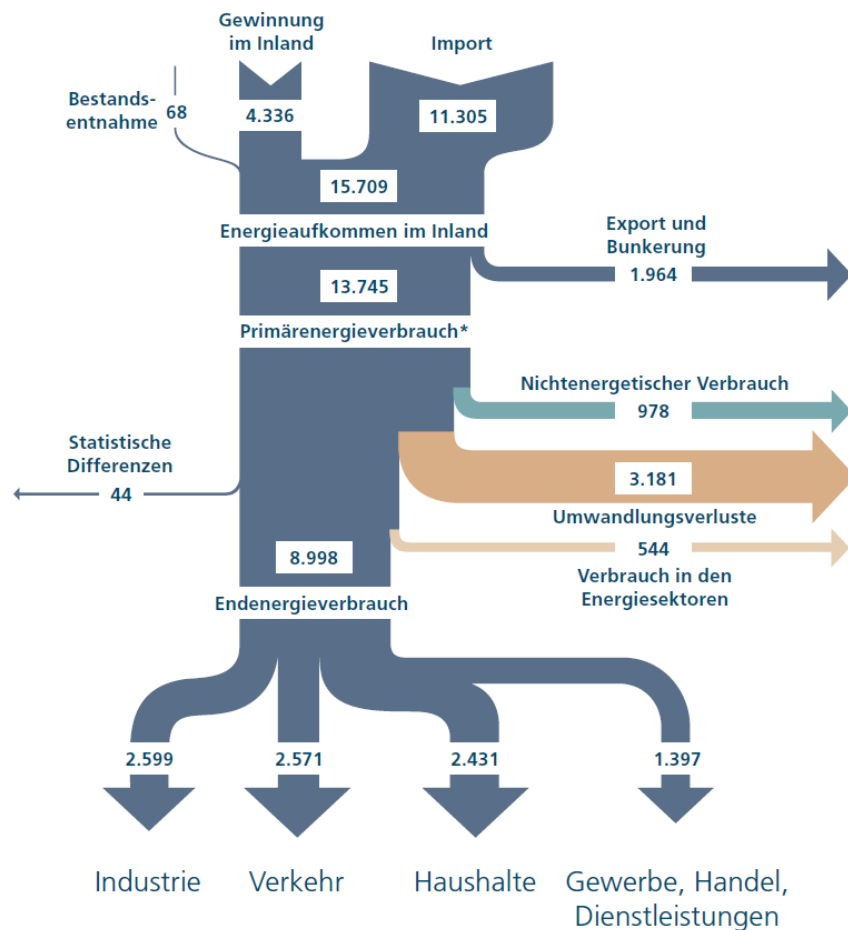 Gewinnung
im Inland
Import
Bestands-
entnahme
68
4.336
11.305
15.709
Energieaufkommen im Inland
Export und
Bunkerung
1.964
13.745
Primärenergieverbrauch*
Nichtenergetischer Verbrauch
978
Statistische
Differenzen
44
3.181
Umwandlungsverluste
544
Verbrauch in den
Energiesektoren
8.998
Endenergieverbrauch
2.599
2.571
2.431
1.397
Industrie
Verkehr
Haushalte
Gewerbe, Handel,
Dienstleistungen